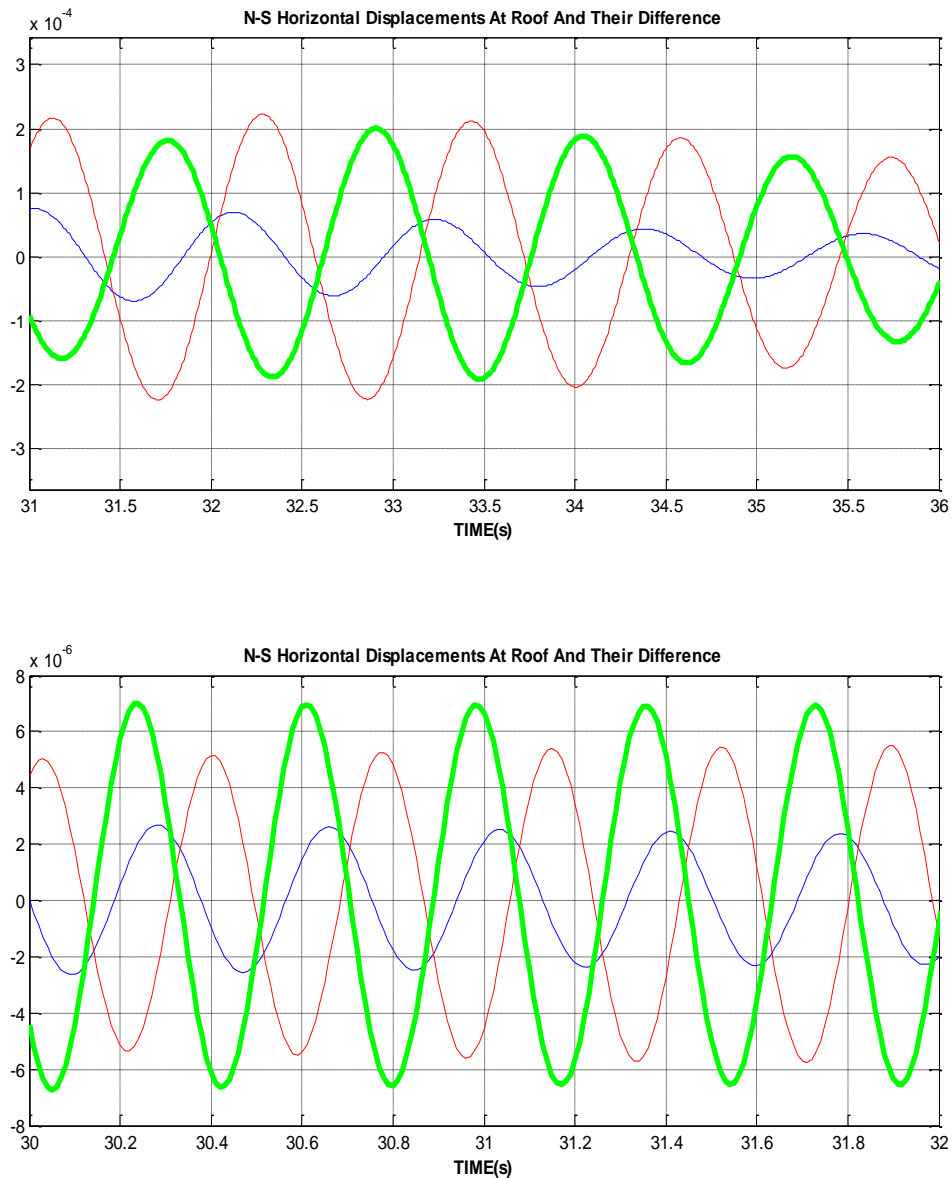 N-S Horizontal Displacements At Roof And Their Difference
x 10^-4
3
2
1
0
-1
-2
-3
31 31.5 32 32.5 33 33.5 34 34.5 35 35.5 36
TIME(s)
N-S Horizontal Displacements At Roof And Their Difference
x 10^-6
8
6
4
2
0
-2
-4
-6
-8
30 30.2 30.4 30.6 30.8 31 31.2 31.4 31.6 31.8 32
TIME(s)